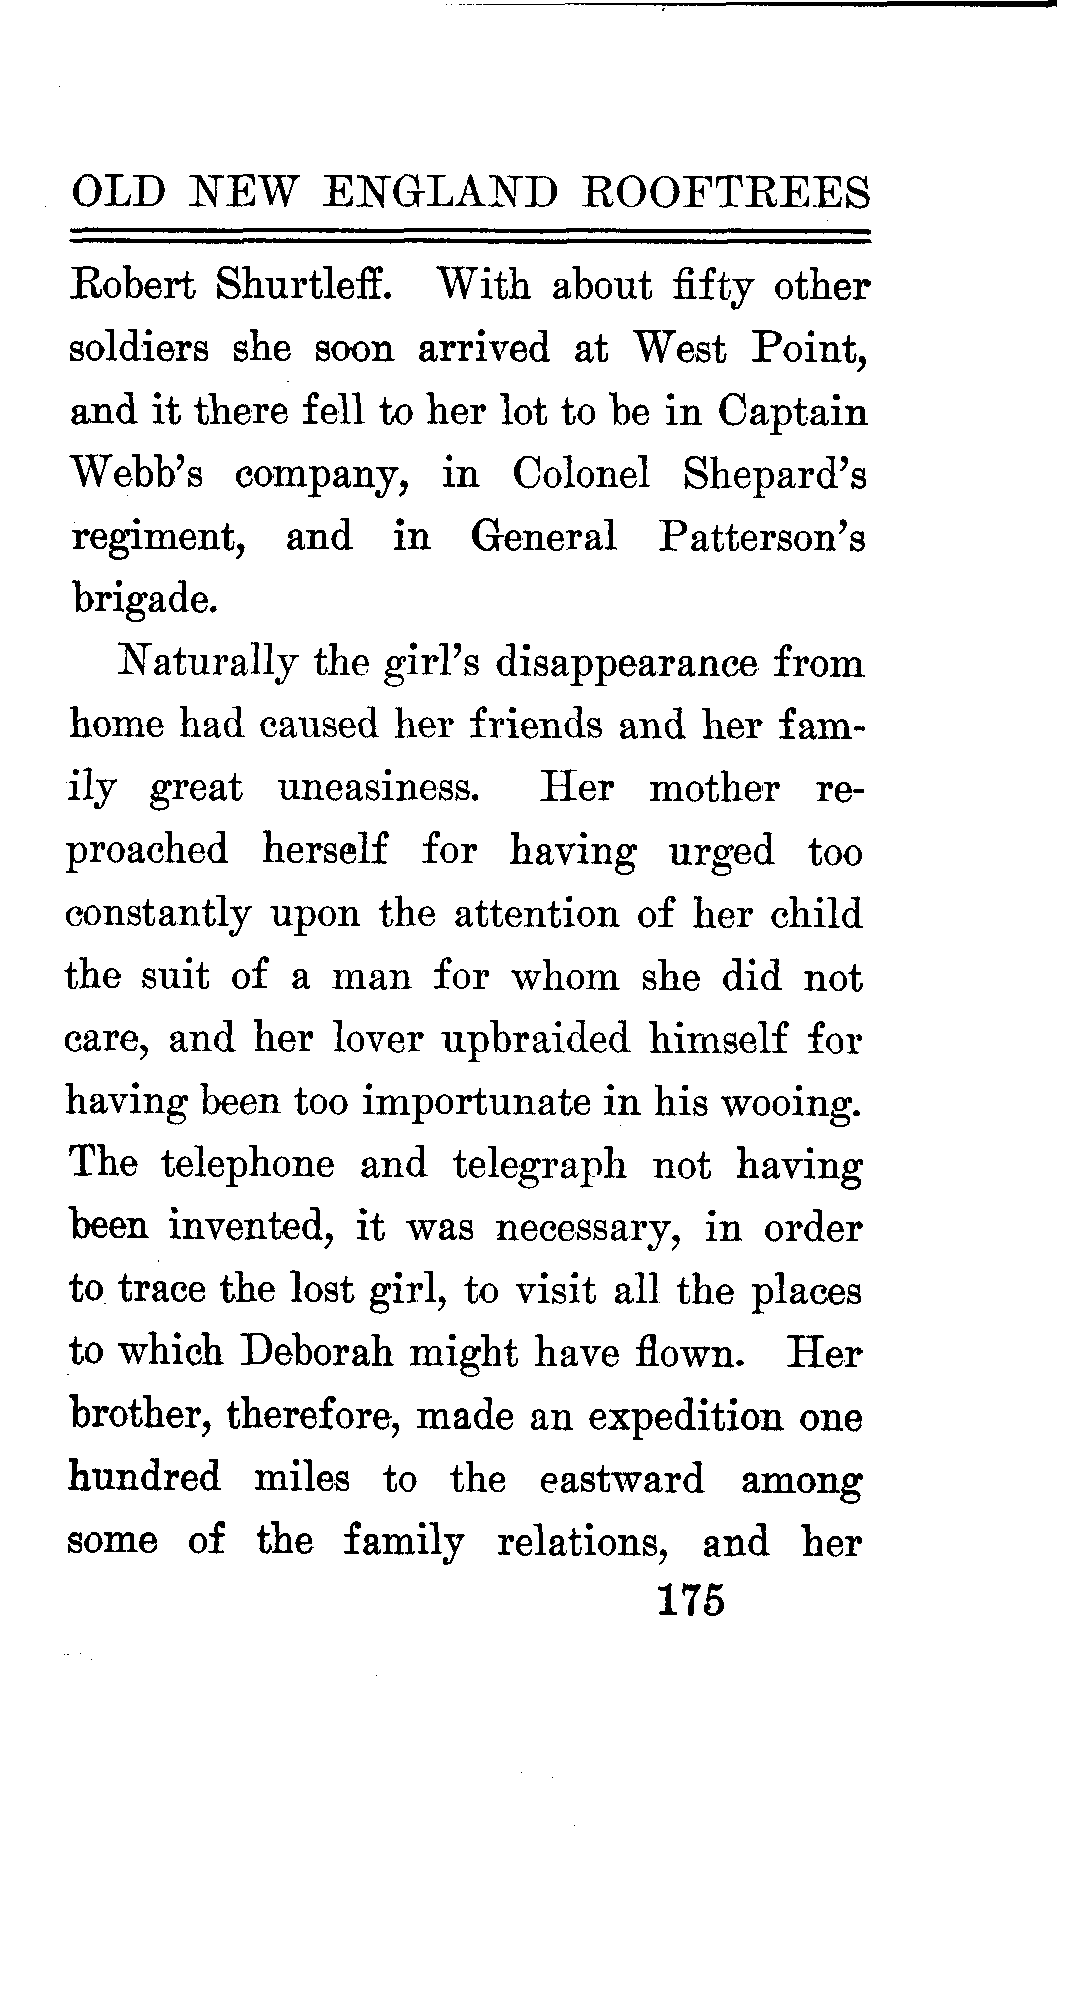 OLD NEW ENGLAND ROOFTREES
Robert Shurtleff. With about fifty other
soldiers she soon arrived at West Point,
and it there fell to her lot to be in Captain
Webb's company, in Colonel Shepard's
regiment, and in General Patterson's
brigade.
Naturally the girl's disappearance from
home had caused her friends and her fam-
ily great uneasiness. Her mother re-
proached herself for having urged too
constantly upon the attention of her child
the suit of a man for whom she did not
care, and her lover upbraided himself for
having been too importunate in his wooing.
The telephone and telegraph not having
been invented, it was necessary, in order
to trace the lost girl, to visit all the places
to which Deborah might have flown. Her
brother, therefore, made an expedition one
hundred miles to the eastward among
some of the family relations, and her
175